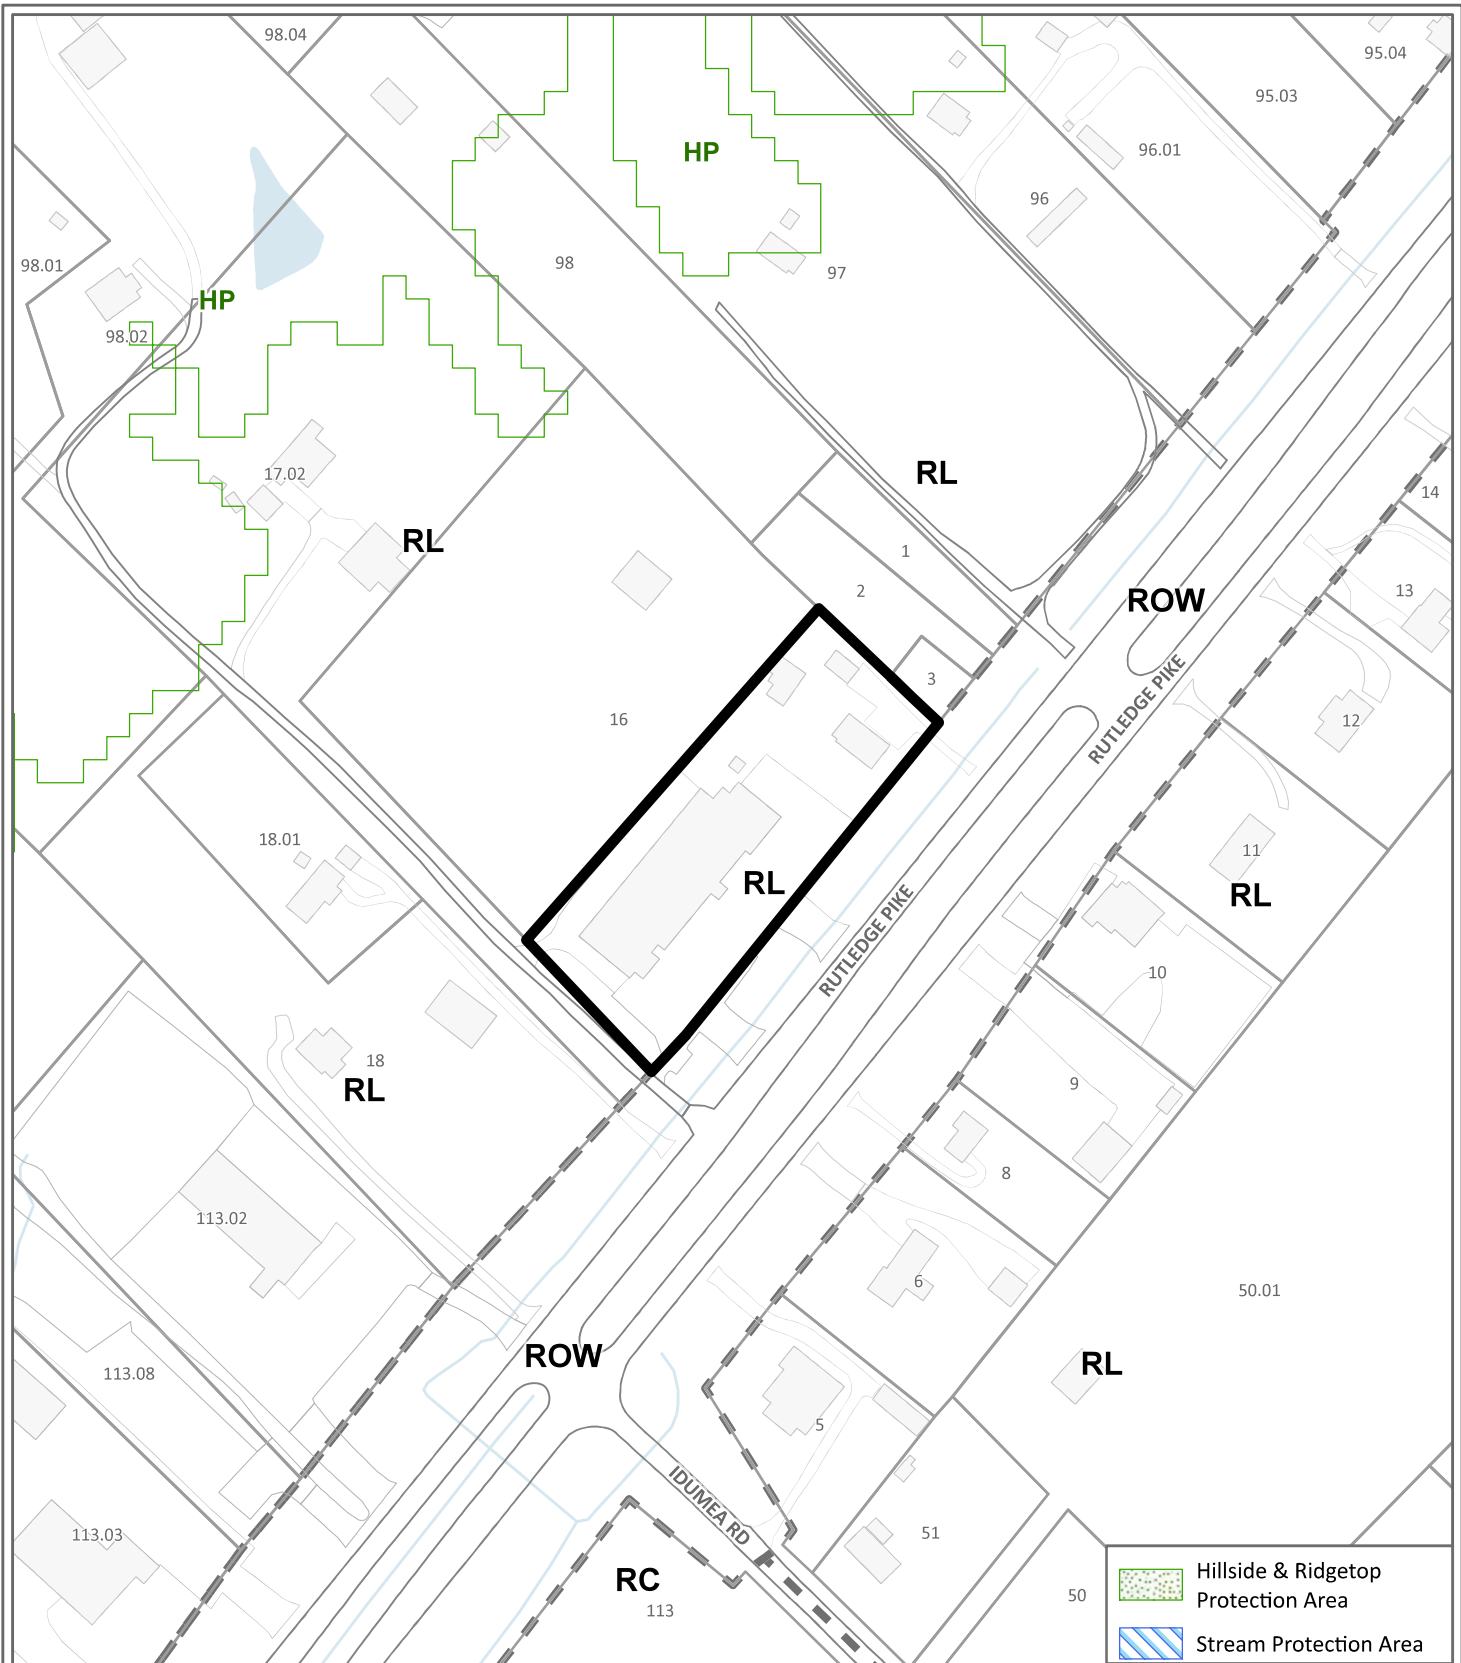 98.04
95.04
95.03
HP
96.01
96
98.01
98
97
HP
98.02
17.02
RL
RL
14
1
2
13
ROW
3
RUTLEDGE PIKE
16
12
18.01
11
RL
RL
RUTLEDGE PIKE
10
18
RL
9
8
113.02
6
50.01
ROW
RL
113.08
5
IDUMEA RD
113.03
51
RC
113
50
Hillside & Ridgetop
Protection Area
Stream Protection Area